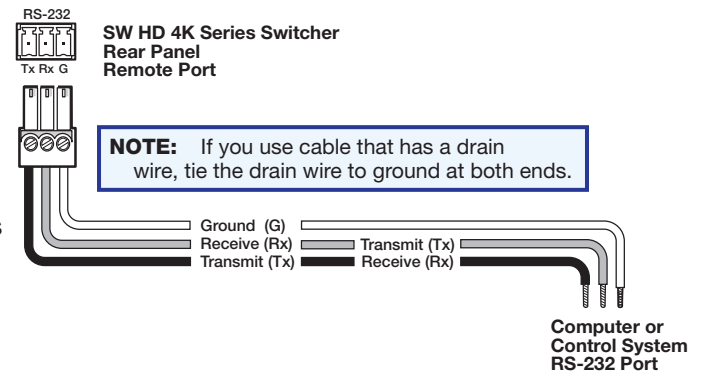 RS-232
SW HD 4K Series Switcher
Rear Panel
Remote Port
Tx Rx G
NOTE: If you use cable that has a drain
wire, tie the drain wire to ground at both ends.
s
Ground (G)
Receive (Rx) Transmit (Tx)
Transmit (Tx) Receive (Rx)
Computer or
Control System
RS-232 Port